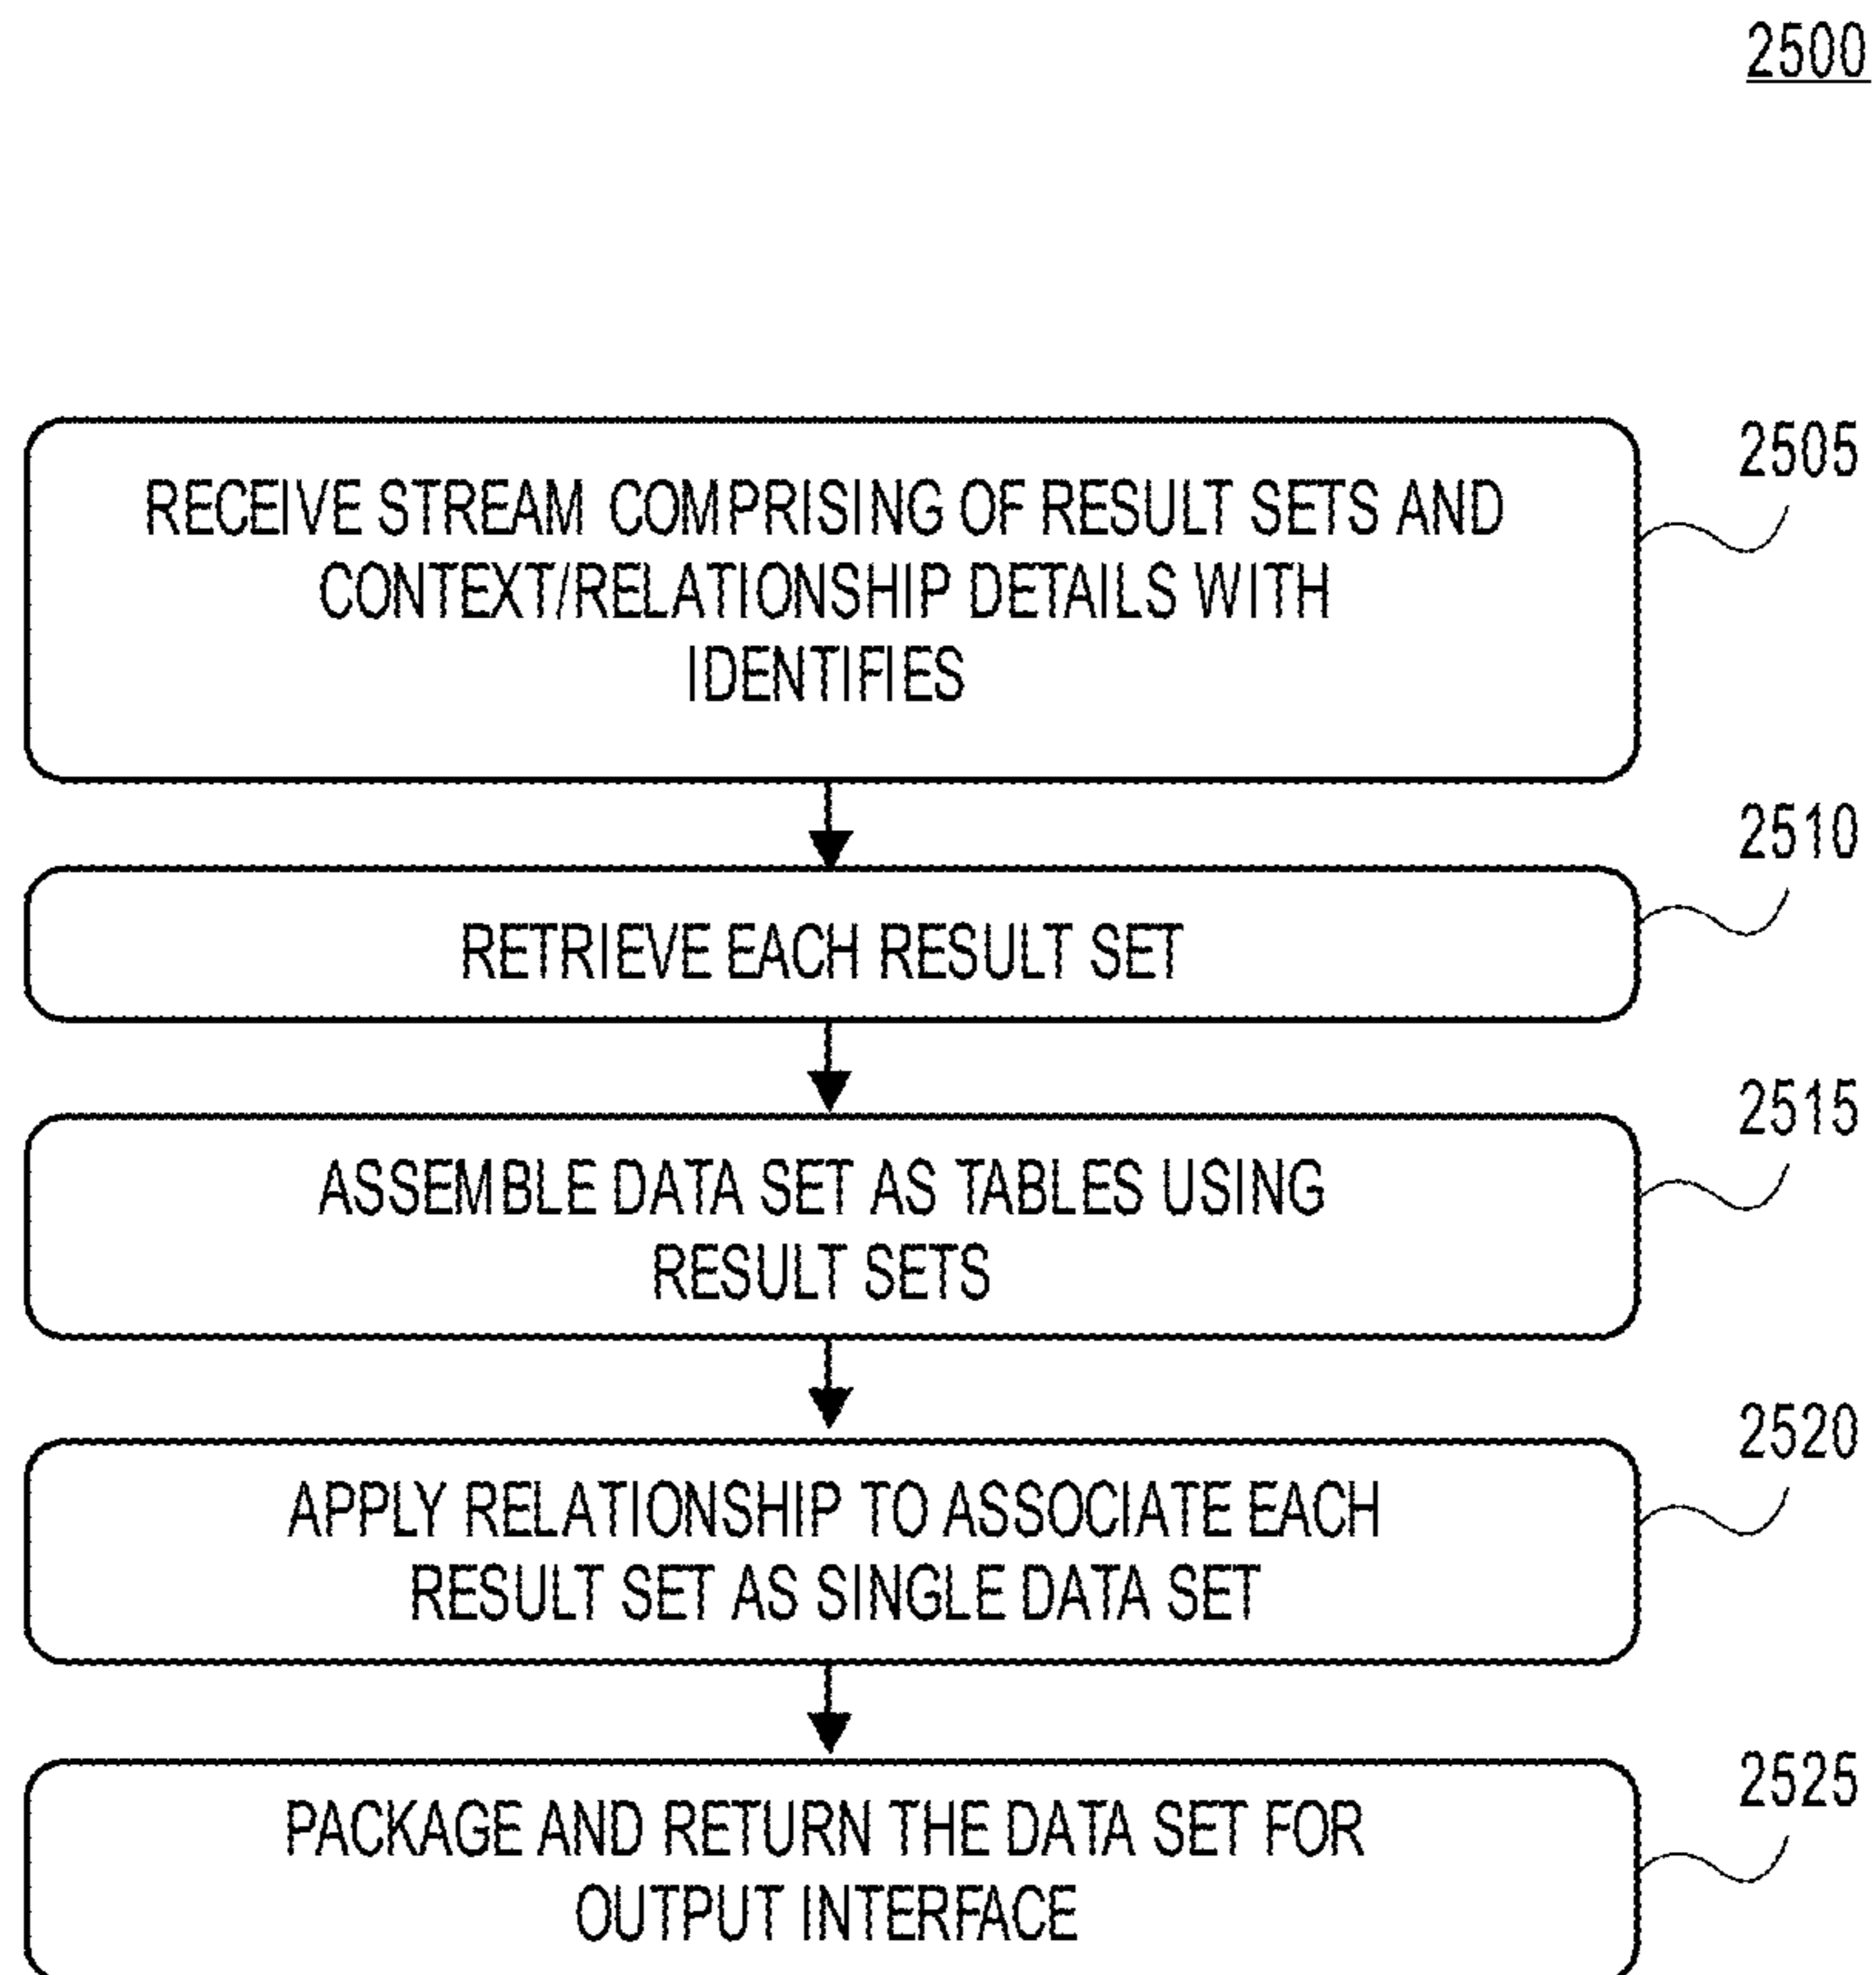 2500
2505
RECEIVE STREAM COMPRISING OF RESULT SETS AND
CONTEXT/RELATIONSHIP DETAILS WITH
IDENTIFIES
2510
RETRIEVE EACH RESULT SET
2515
ASSEMBLE DATA SET AS TABLES USING
RESULT SETS
2520
APPLY RELATIONSHIP TO ASSOCIATE EACH
RESULT SET AS SINGLE DATA SET
2525
PACKAGE AND RETURN THE DATA SET FOR
OUTPUT INTERFACE